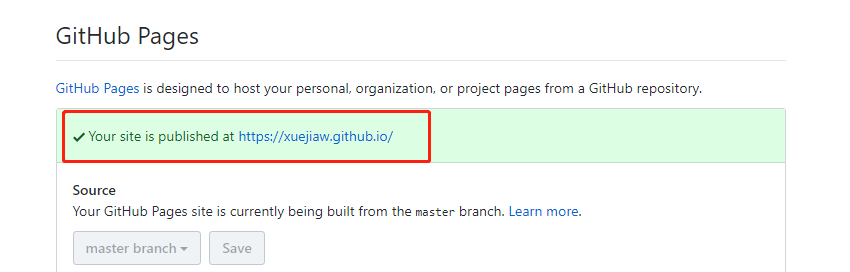 GitHub Pages
GitHub Pages is designed to host your personal, organization, or project pages from a GitHub repository.
Your site is published at https://xuejiaw.github.io/
Source
Your GitHub Pages site is currently being built from the master branch. Learn more.
master branch Save